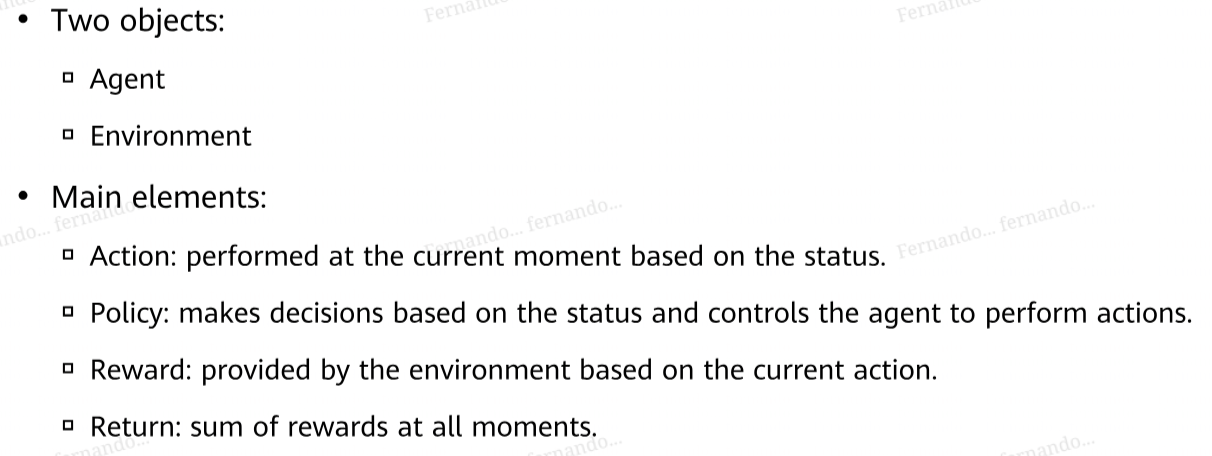 Fernando...
• Two objects:
▫ Agent
▫ Environment
• Main elements:
fernando...
Fernando... fernando...
Fernando... fernando...
▫ Action: performed at the current moment based on the status.
▫ Policy: makes decisions based on the status and controls the agent to perform actions.
▫ Reward: provided by the environment based on the current action.
▫ Return: sum of rewards at all moments.